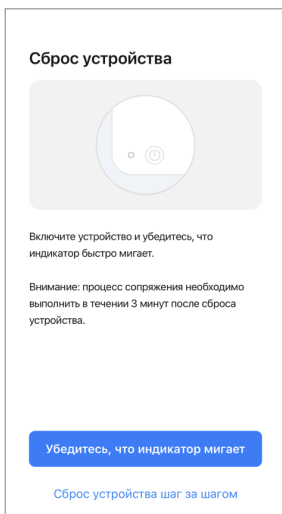 Сброс устройства
Включите устройство и убедитесь, что
индикатор быстро мигает.
Внимание: процесс сопряжения необходимо
выполнить в течении 3 минут после сброса
устройства.
Убедитесь, что индикатор мигает
Сброс устройства шаг за шагом